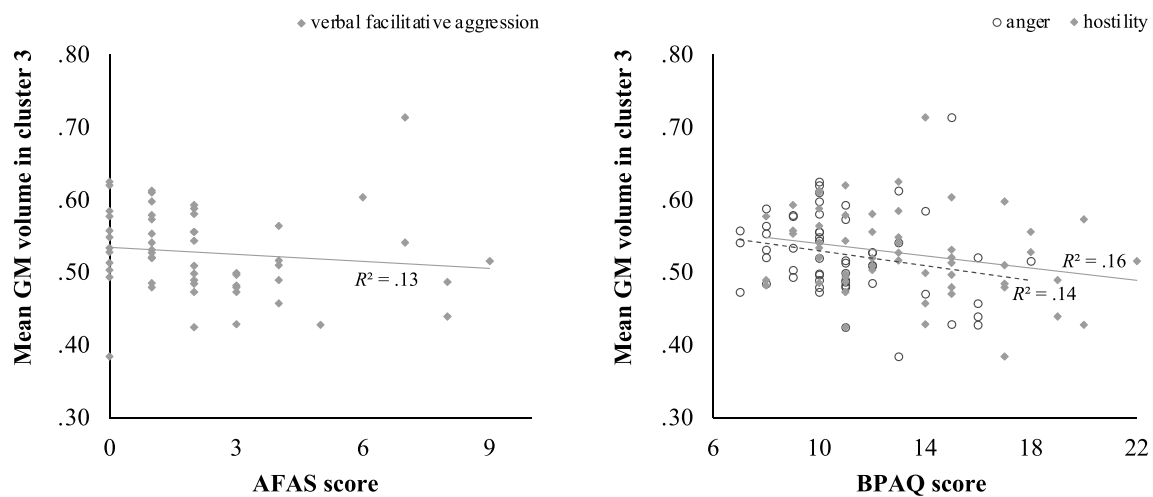 verbal facilitative aggression
Mean GM volume in cluster 3
.80
.70
.60
.50
.40
.30
R² = .13
0 3 6 9
AFAS score
anger hostility
Mean GM volume in cluster 3
.80
.70
.60
.50
.40
.30
R² = .16
R² = .14
6 10 14 18 22
BPAQ score